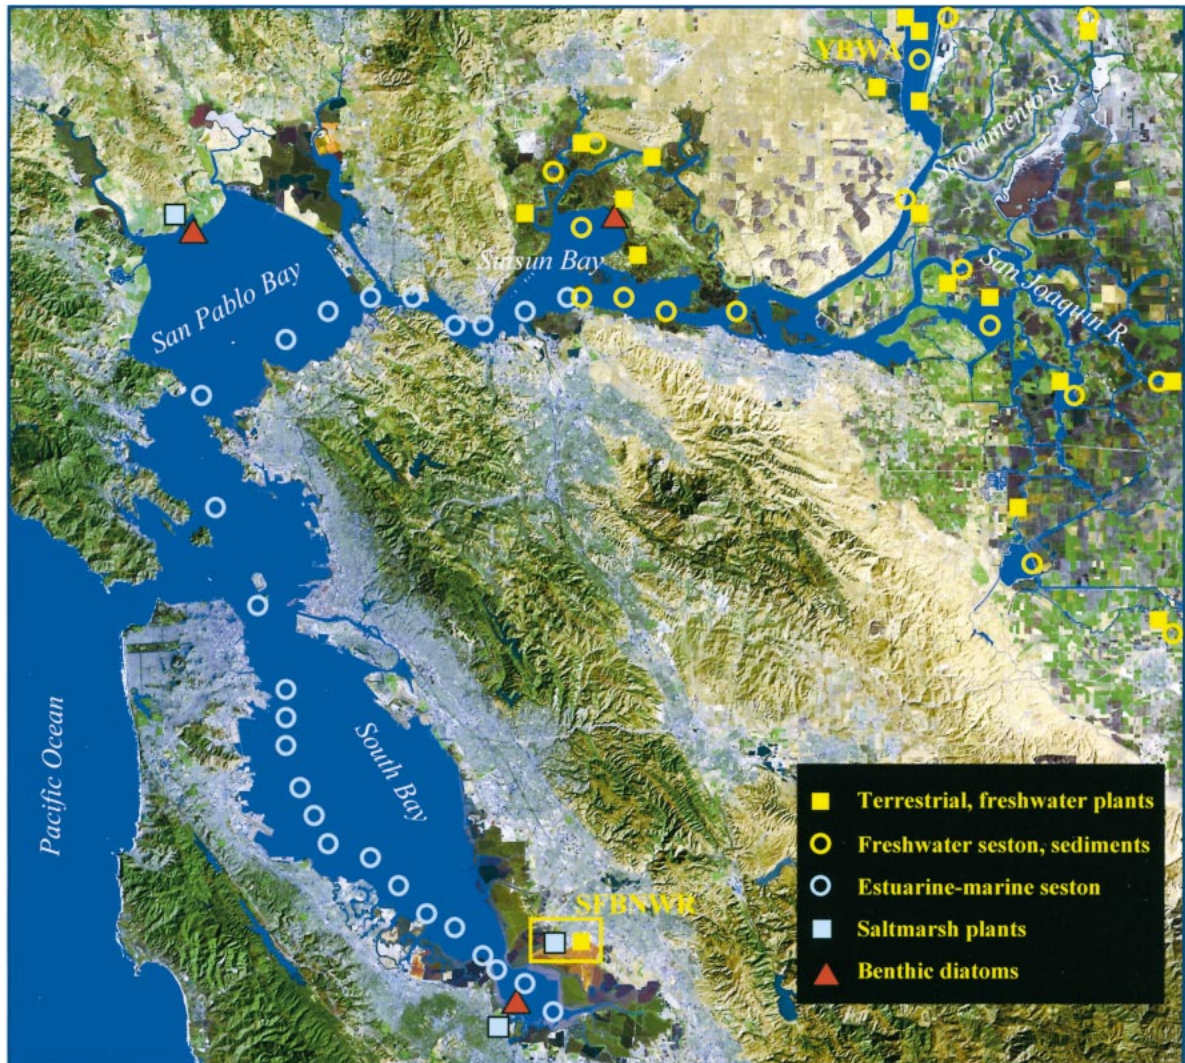 YBWA
Sacramento R.
Suisun Bay
San Pablo Bay
San Joaquin R.
Pacific Ocean
South Bay
SFBNWR
Terrestrial, freshwater plants
Freshwater seston, sediments
Estuarine-marine seston
Saltmarsh plants
Benthic diatoms